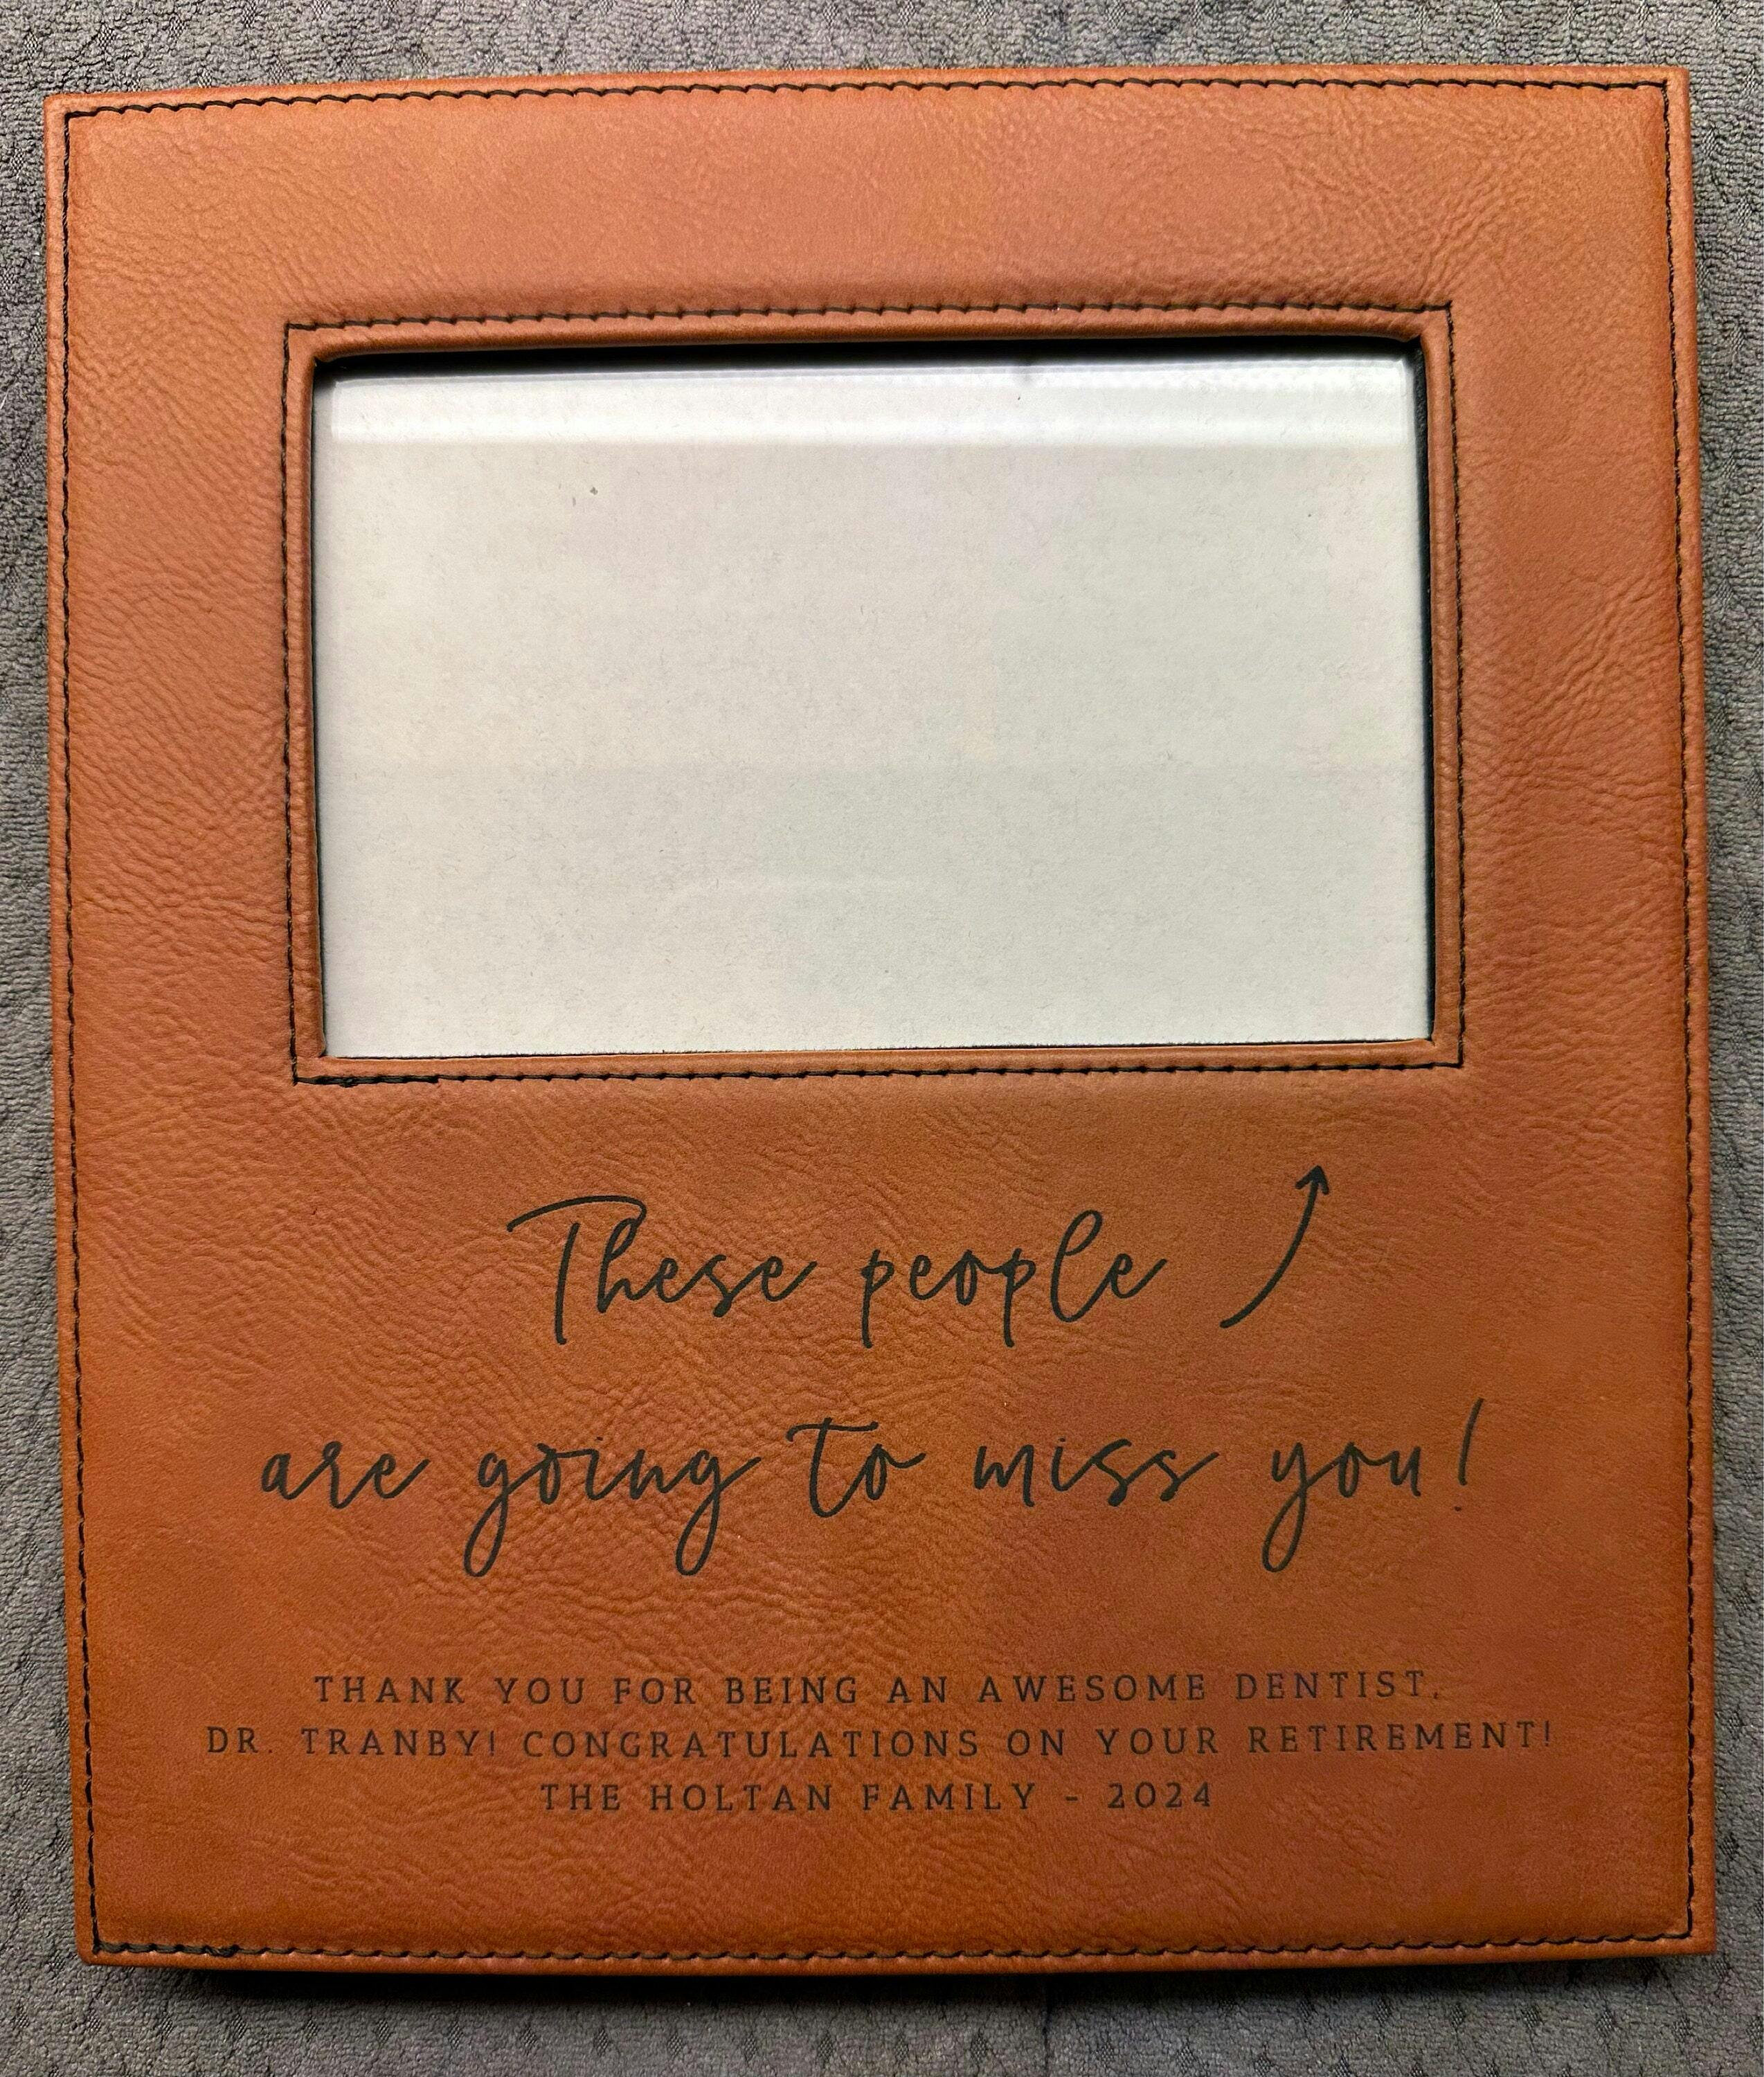 These people
are going to miss you!
THANK YOU FOR BEING AN AWESOME DENTIST,
DR. TRANBY! CONGRATULATIONS ON YOUR RETIREMENT!
THE HOLTAN FAMILY - 2024